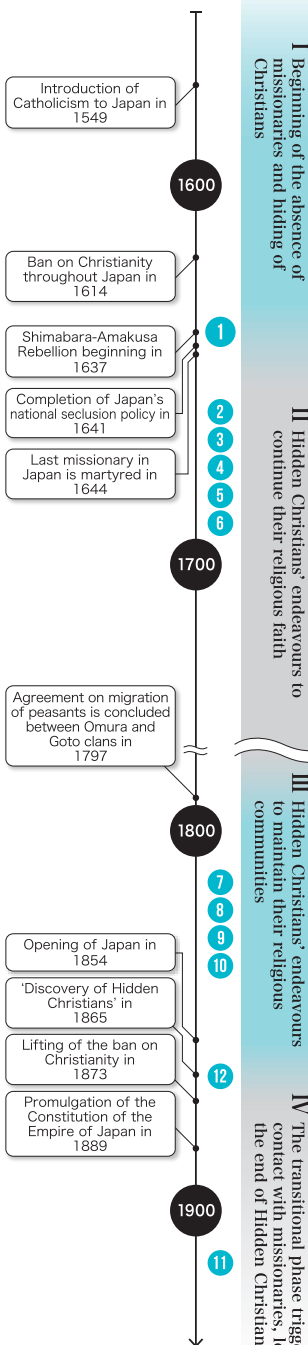 Introduction of
Catholicism to Japan in
1549
1600
Ban on Christianity
throughout Japan in
1614
Shimabara-Amakusa
Rebellion beginning in
1637
1
Completion of Japan's
national seclusion policy in
1641
Last missionary in
Japan is martyred in
1644
2
3
4
5
6
1700
Agreement on migration
of peasants is concluded
between Omura and
Goto clans in
1797
1800
7
8
9
10
Opening of Japan in
1854
‘Discovery of Hidden
Christians’ in
1865
Lifting of the ban on
Christianity in
1873
12
Promulgation of the
Constitution of the
Empire of Japan in
1889
1900
11
I Beginning of the absence of
missionaries and hiding of
Christians
II Hidden Christians’ endeavours to
continue their religious faith
III Hidden Christians’ endeavours
to maintain their religious
communities
IV The transitional phase
contact with missionaries,
the end of Hidden